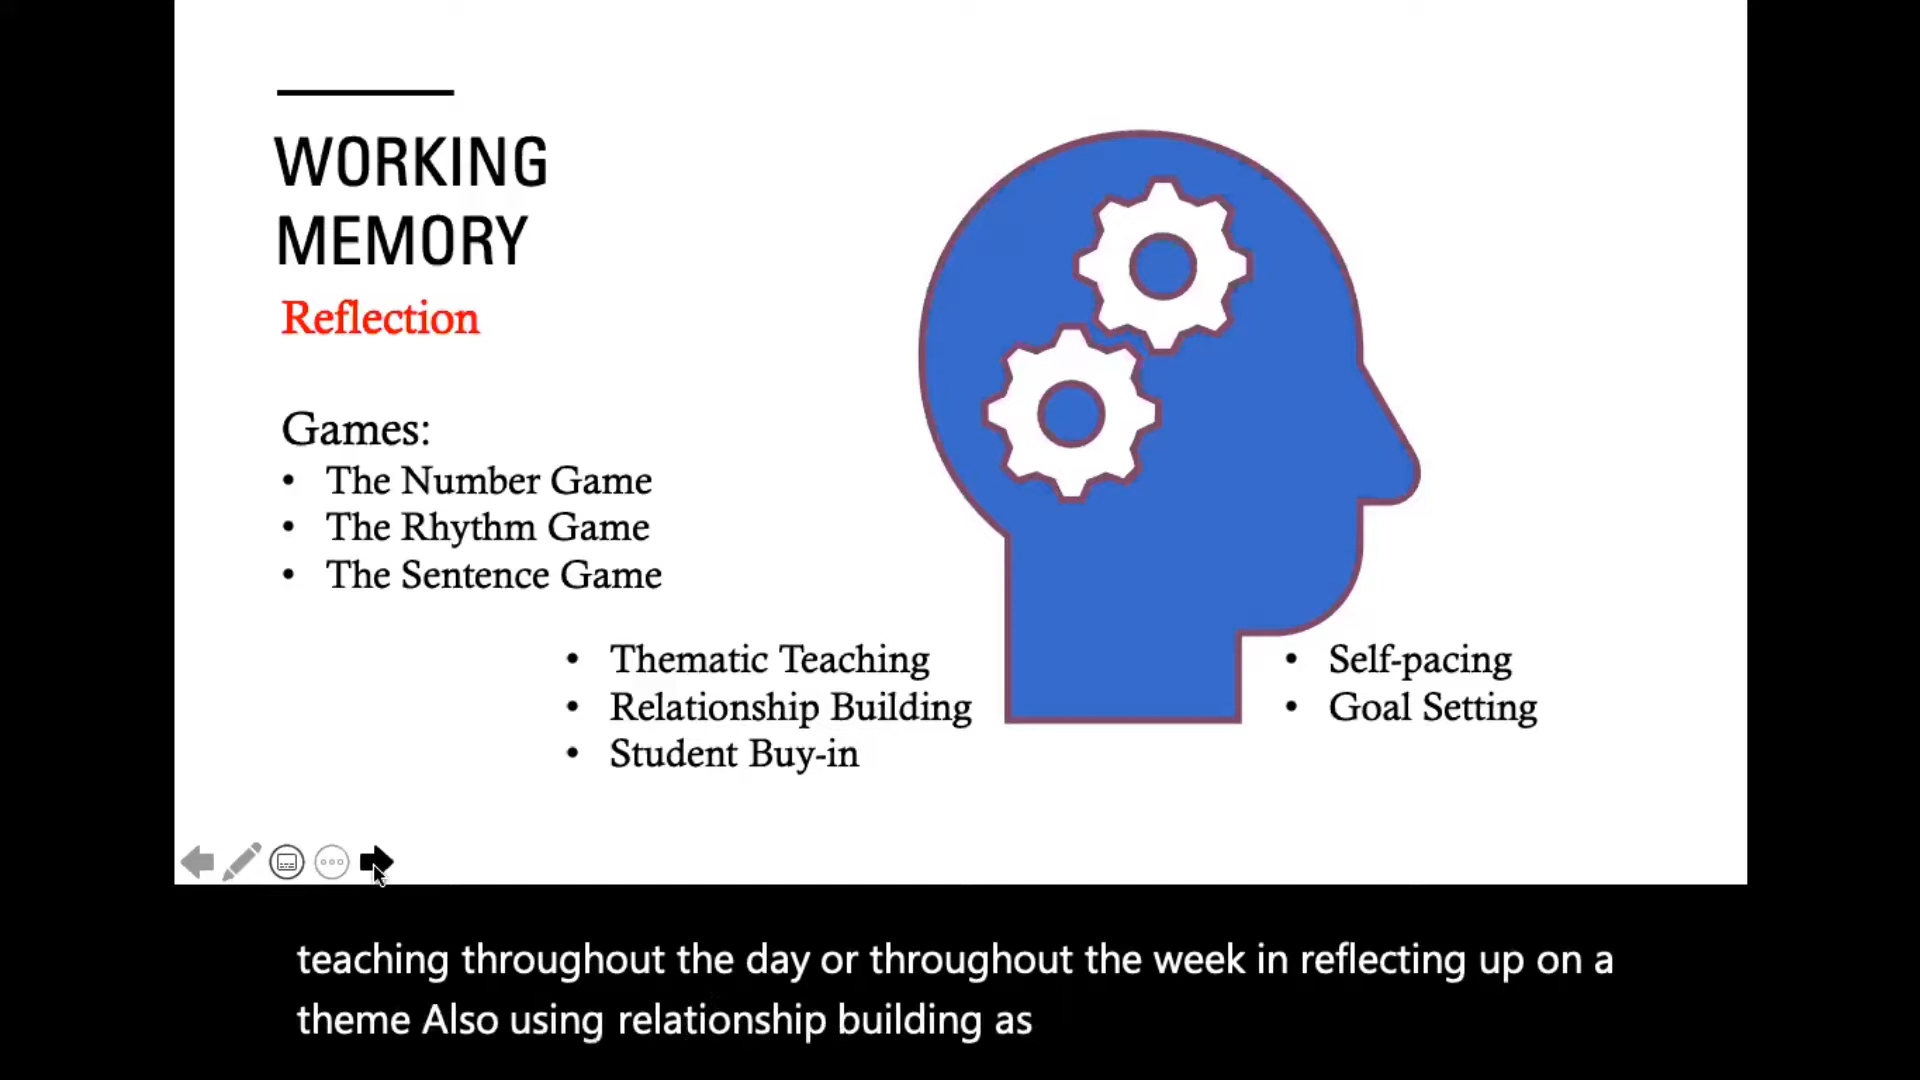 WORKING
MEMORY
Reflection
Games:
• The Number Game
• The Rhythm Game
• The Sentence Game
• Thematic Teaching
• Relationship Building
• Student Buy-in
• Self-pacing
• Goal Setting
teaching throughout the day or throughout the week in reflecting up on a
theme Also using relationship building as